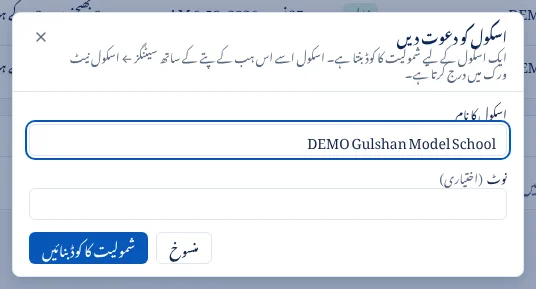 اسکول کو دعوت دیں
ایک اسکول کے لیے شمولیت کا کوڈ بنتا ہے۔ اسکول اسے اس ہب کے پتے کے ساتھ سیٹنگز ← اسکول نیٹ
ورک میں درج کرتا ہے۔
اسکول کا نام
DEMO Gulshan Model School
نوٹ (اختیاری)
منسوخ
شمولیت کا کوڈ بنائیں